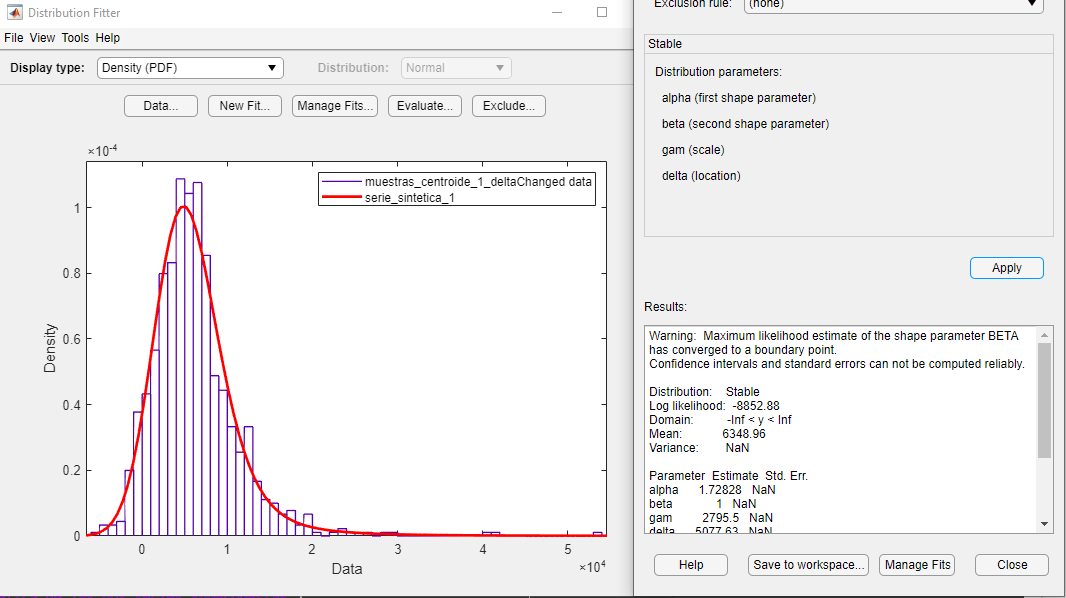 Distribution Fitter
File View Tools Help
Display type: Density (PDF) Distribution: Normal
Data... New Fit... Manage Fits... Evaluate... Exclude...
×10⁻⁴
muestras_centroide_1_deltaChanged data
serie_sintetica_1
1
0.8
0.6
0.4
0.2
0
Density
0 1 2 3 4 5
Data
×10⁴
Exclusion rule: (none)
Stable
Distribution parameters:
alpha (first shape parameter)
beta (second shape parameter)
gam (scale)
delta (location)
Apply
Results:
Warning: Maximum likelihood estimate of the shape parameter BETA
has converged to a boundary point.
Confidence intervals and standard errors can not be computed reliably.
Distribution: Stable
Log likelihood: -8852.88
Domain: -Inf < y < Inf
Mean: 6348.96
Variance: NaN
Parameter Estimate Std. Err.
alpha 1.72828 NaN
beta 1 NaN
gam 2795.5 NaN
delta 5077.63 NaN
Help Save to workspace... Manage Fits Close